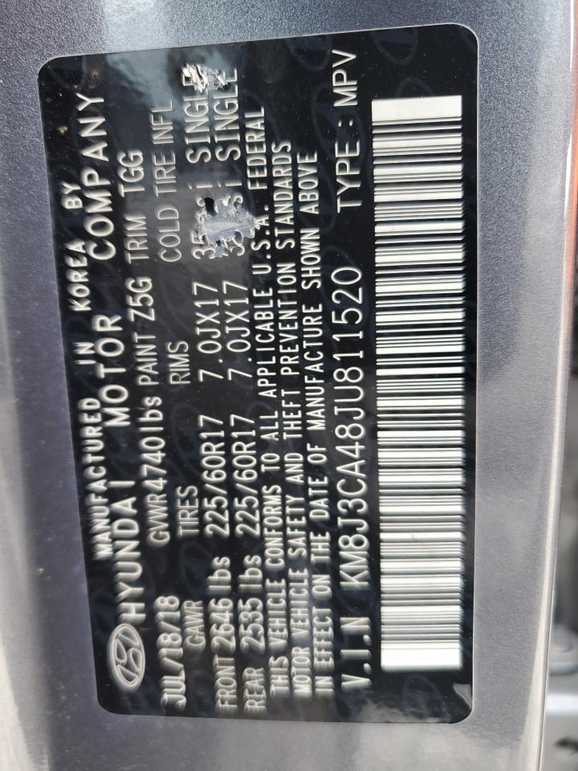 MANUFACTURED IN KOREA BY
HYUNDAI MOTOR COMPANY
JUL/18/18 GVWR4740lbs PAINT Z5G TRIM TGG
GAWR TIRES RIMS COLD TIRE INFL
FRONT 2646 lbs 225/60R17 7.0JX17 SINGLE
REAR 2535 lbs 225/60R17 7.0JX17 SINGLE
THIS VEHICLE CONFORMS TO ALL APPLICABLE U.S.A. FEDERAL
MOTOR VEHICLE SAFETY AND THEFT PREVENTION STANDARDS
IN EFFECT ON THE DATE OF MANUFACTURE SHOWN ABOVE
V.I.N KM8J3CA48JU811520 TYPE : MPV